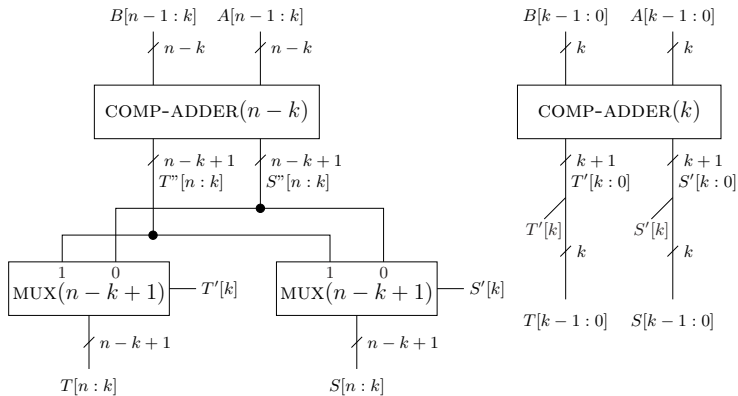 B[n − 1 : k] A[n − 1 : k] B[k − 1 : 0] A[k − 1 : 0]
n − k n − k k k
COMP-ADDER(n − k) COMP-ADDER(k)
n − k + 1 n − k + 1 k + 1 k + 1
T”[n : k] S”[n : k] T′[k : 0] S′[k : 0]
T′[k] S′[k]
k k
1 0 1 0
MUX(n − k + 1) T′[k] MUX(n − k + 1) S′[k]
T[k − 1 : 0] S[k − 1 : 0]
n − k + 1 n − k + 1
T[n : k] S[n : k]